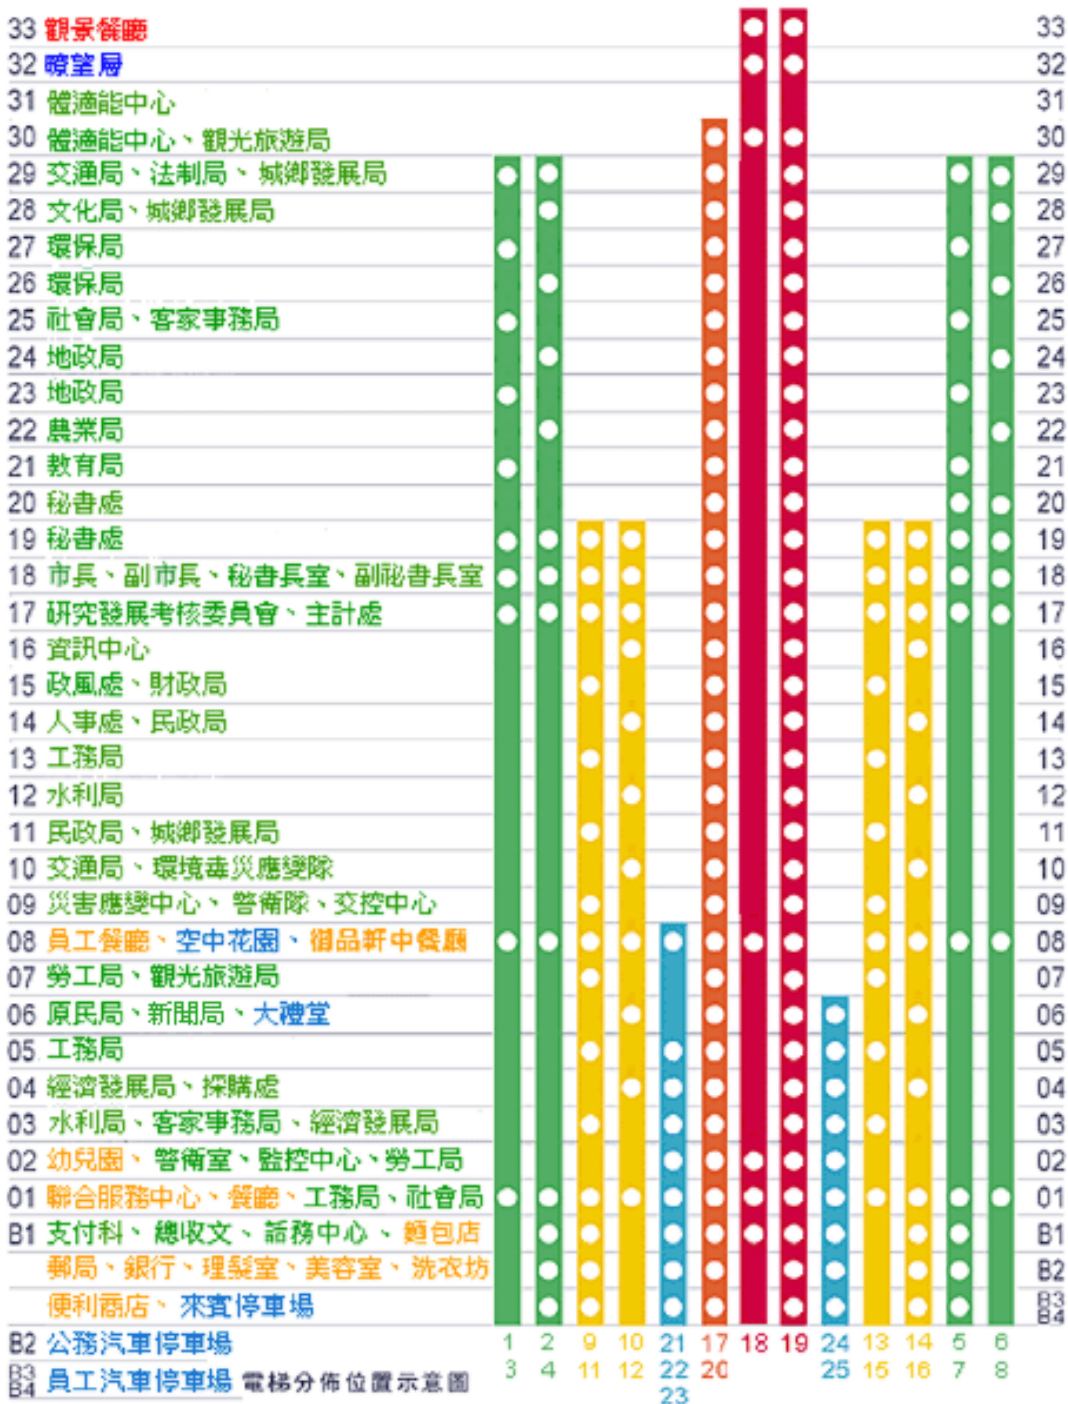 33 觀景餐廳 33
32 瞭望層 32
31 體適能中心 31
30 體適能中心、觀光旅遊局 30
29 交通局、法制局、城鄉發展局 29
28 文化局、城鄉發展局 28
27 環保局 27
26 環保局 26
25 社會局、客家事務局 25
24 地政局 24
23 地政局 23
22 農業局 22
21 教育局 21
20 秘書處 20
19 秘書處 19
18 市長、副市長、秘書長室、副秘書長室 18
17 研究發展考核委員會、主計處 17
16 資訊中心 16
15 政風處、財政局 15
14 人事處、民政局 14
13 工務局 13
12 水利局 12
11 民政局、城鄉發展局 11
10 交通局、環境毒災應變隊 10
09 災害應變中心、警衛隊、交控中心 09
08 員工餐廳、空中花園、御品軒中餐廳 08
07 勞工局、觀光旅遊局 07
06 原民局、新聞局、大禮堂 06
05 工務局 05
04 經濟發展局、採購處 04
03 水利局、客家事務局、經濟發展局 03
02 幼兒園、警衛室、監控中心、勞工局 02
01 聯合服務中心、餐廳、工務局、社會局 01
B1 支付科、總收文、話務中心、麵包店 B1
郵局、銀行、理髮室、美容室、洗衣坊 B2
便利商店、來賓停車場 B3 B4
B2 公務汽車停車場 1 2 9 10 21 17 18 19 24 13 14 5 6
B3 B4 員工汽車停車場 電梯分佈位置示意圖 3 4 11 12 22 20 25 15 16 7 8
23